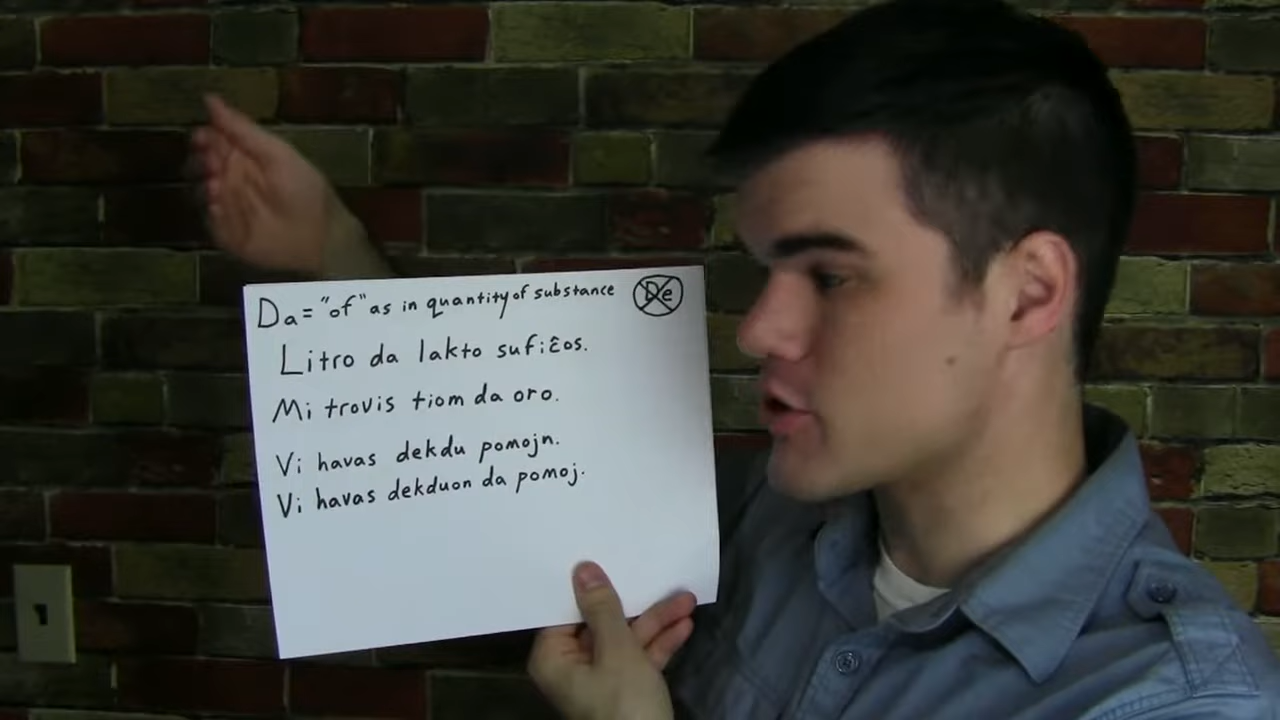 Da = "of" as in quantity of substance De
Litro da lakto sufiĉos.
Mi trovis tiom da oro.
Vi havas dekdu pomojn.
Vi havas dekduon da pomoj.